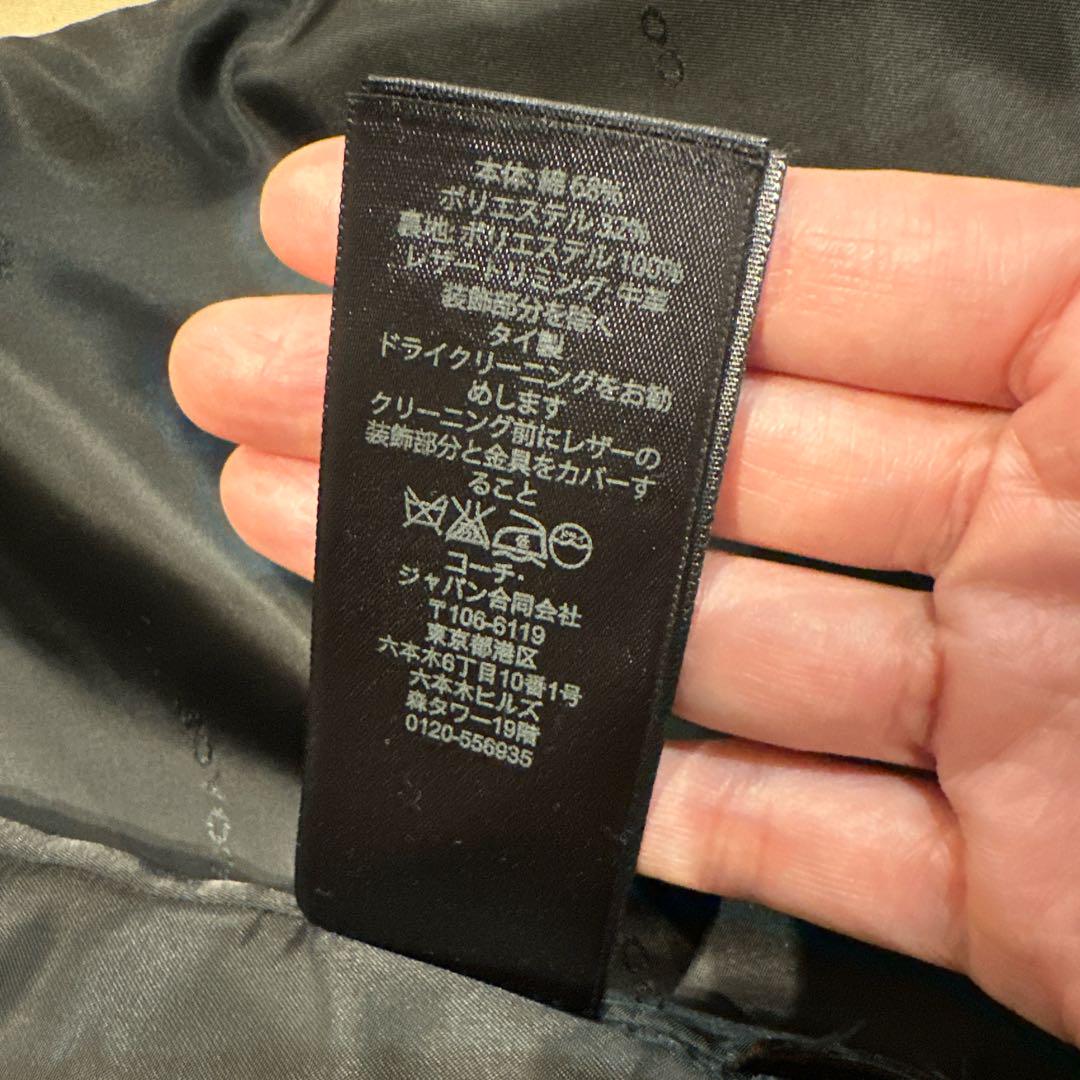 本体:綿 68%
ポリエステル 32%
裏地:ポリエステル 100%
レザートリミング:牛革
装飾部分を除く
タイ製
ドライクリーニングをお勧
めします
クリーニング前にレザーの
装飾部分と金具をカバーす
ること
コーチ・
ジャパン合同会社
〒106-6119
東京都港区
六本木6丁目10番1号
六本木ヒルズ
森タワー19階
0120-556935